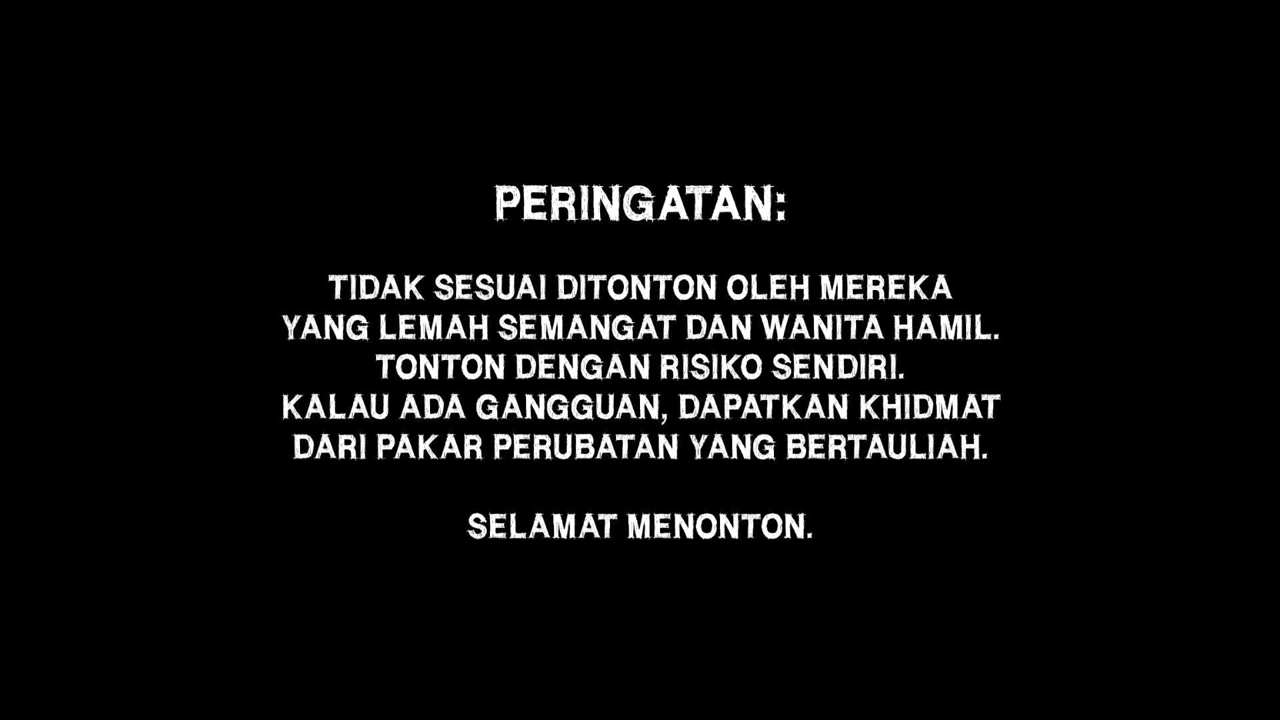 PERINGATAN:
TIDAK SESUAI DITONTON OLEH MEREKA
YANG LEMAH SEMANGAT DAN WANITA HAMIL.
TONTON DENGAN RISIKO SENDIRI.
KALAU ADA GANGGUAN, DAPATKAN KHIDMAT
DARI PAKAR PERUBATAN YANG BERTAULIAH.
SELAMAT MENONTON.